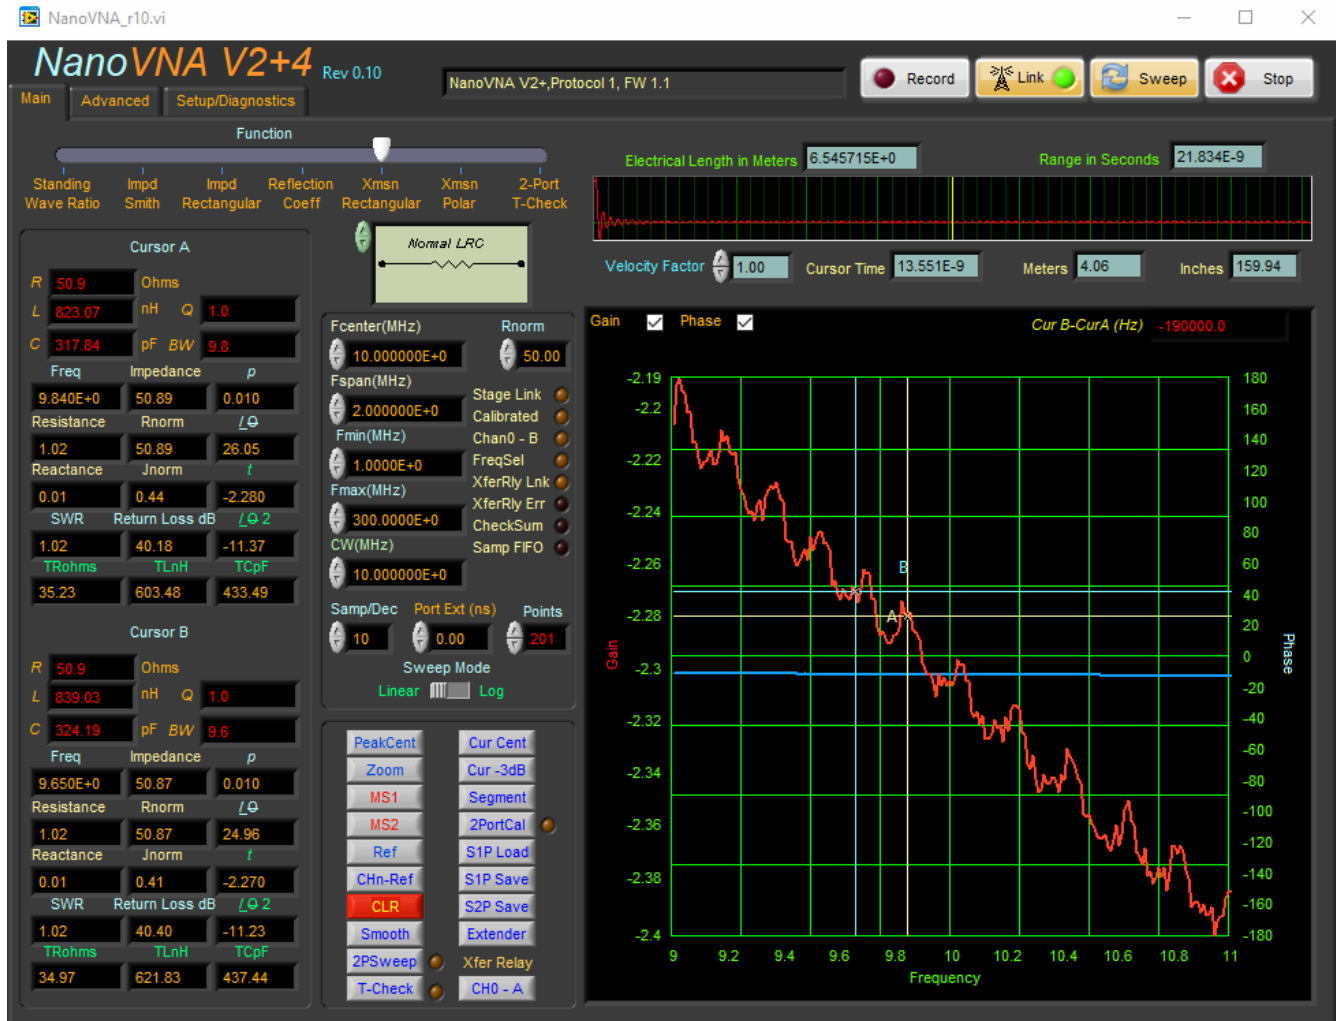 NanoVNA_r10.vi
NanoVNA V2+4 Rev 0.10
NanoVNA V2+,Protocol 1, FW 1.1
Record Link Sweep Stop
Main Advanced Setup/Diagnostics
Function
Standing Wave Ratio
Impd Smith
Impd Rectangular
Reflection Coeff
Xmsn Rectangular
Xmsn Polar
2-Port T-Check
Electrical Length in Meters 6.545715E+0 Range in Seconds 21.834E-9
Velocity Factor 1.00 Cursor Time 13.551E-9 Meters 4.06 Inches 159.94
Cursor A
R 50.9 Ohms
L 823.07 nH Q 1.0
C 317.84 pF BW 9.8
Freq Impedance p
9.840E+0 50.89 0.010
Resistance Rnorm /Θ
1.02 50.89 26.05
Reactance Jnorm t
0.01 0.44 -2.280
SWR Return Loss dB /Θ 2
1.02 40.18 -11.37
TRohms TLnH TCpF
35.23 603.48 433.49
Cursor B
R 50.9 Ohms
L 839.03 nH Q 1.0
C 324.19 pF BW 9.6
Freq Impedance p
9.650E+0 50.87 0.010
Resistance Rnorm /Θ
1.02 50.87 24.96
Reactance Jnorm t
0.01 0.41 -2.270
SWR Return Loss dB /Θ 2
1.02 40.40 -11.23
TRohms TLnH TCpF
34.97 621.83 437.44
Normal LRC
Fcenter(MHz) Rnorm
10.000000E+0 50.00
Fspan(MHz)
2.000000E+0
Fmin(MHz)
1.0000E+0
Fmax(MHz)
300.0000E+0
CW(MHz)
10.000000E+0
Stage Link
Calibrated
Chan0 - B
FreqSel
XferRly Lnk
XferRly Err
CheckSum
Samp FIFO
Samp/Dec Port Ext (ns) Points
10 0.00 201
Sweep Mode
Linear Log
PeakCent Cur Cent
Zoom Cur -3dB
MS1 Segment
MS2 2PortCal
Ref S1P Load
CHn-Ref S1P Save
CLR S2P Save
Smooth Extender
2PSweep Xfer Relay
T-Check CH0 - A
Gain Phase Cur B-CurA (Hz) -190000.0
-2.19
-2.2
-2.22
-2.24
-2.26
-2.28
-2.3
-2.32
-2.34
-2.36
-2.38
-2.4
Gain
B
A
180
160
140
120
100
80
60
40
20
0
-20
-40
-60
-80
-100
-120
-140
-160
-180
Phase
9 9.2 9.4 9.6 9.8 10 10.2 10.4 10.6 10.8 11
Frequency